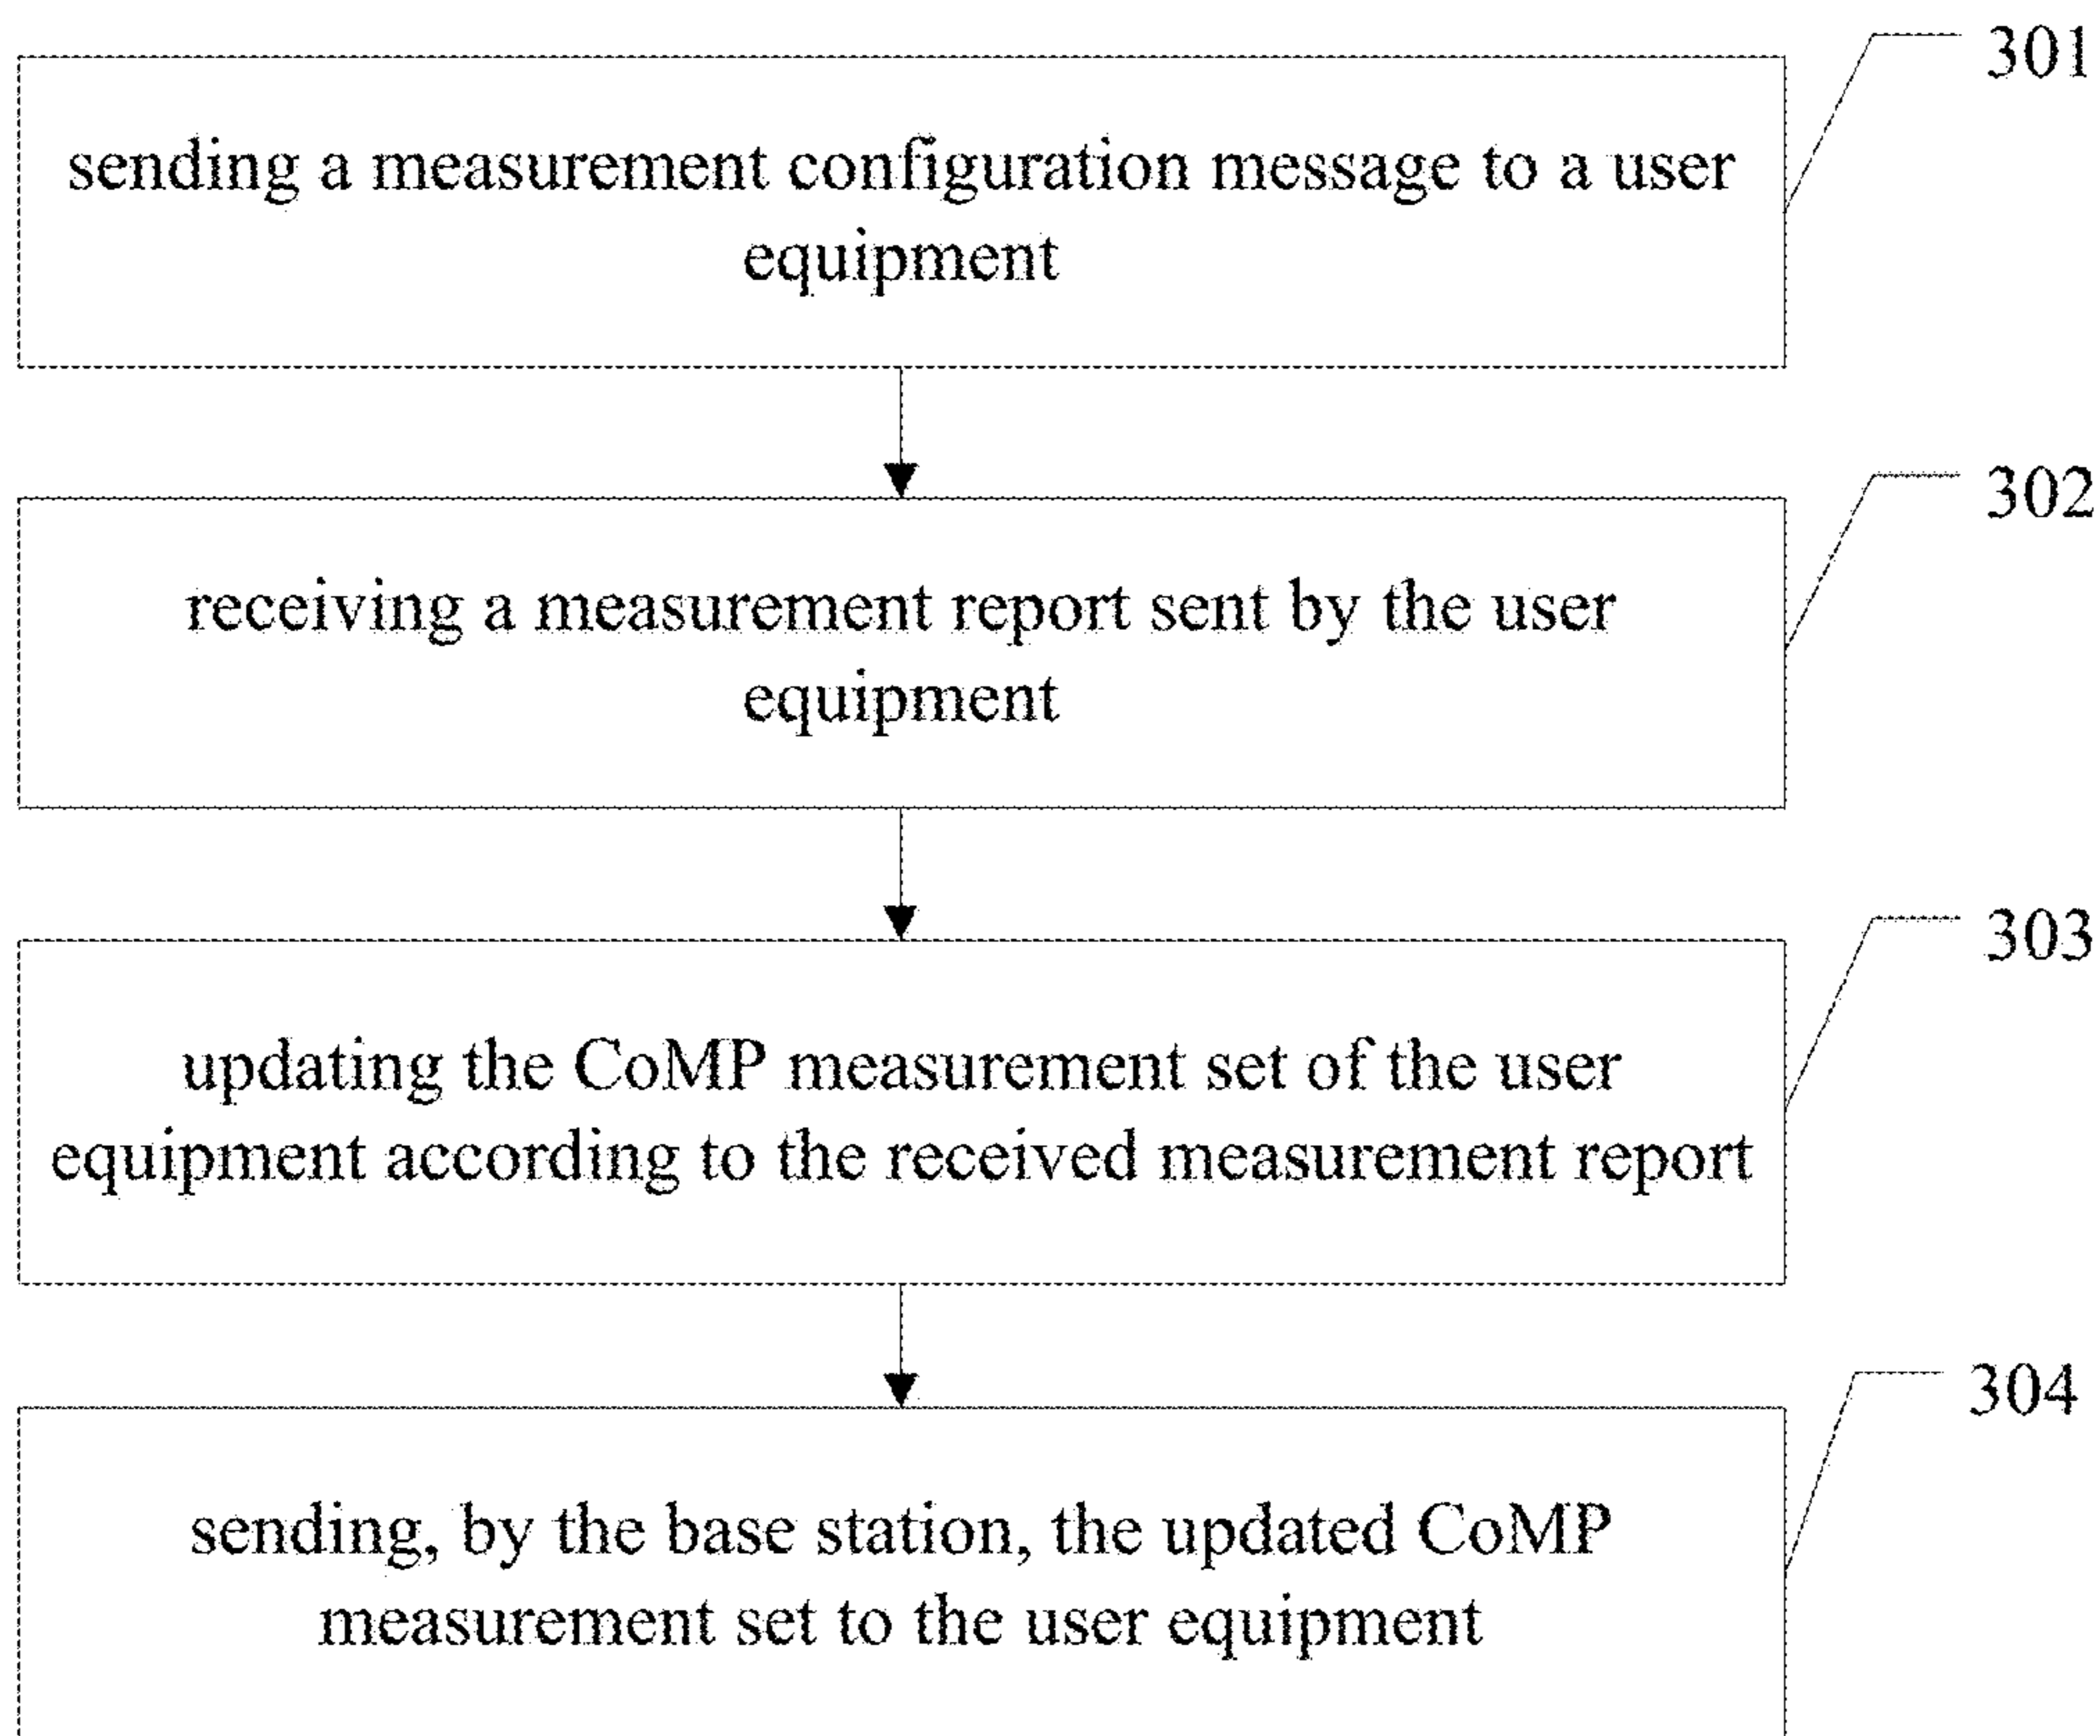 301
sending a measurement configuration message to a user
equipment
302
receiving a measurement report sent by the user
equipment
303
updating the CoMP measurement set of the user
equipment according to the received measurement report
304
sending, by the base station, the updated CoMP
measurement set to the user equipment